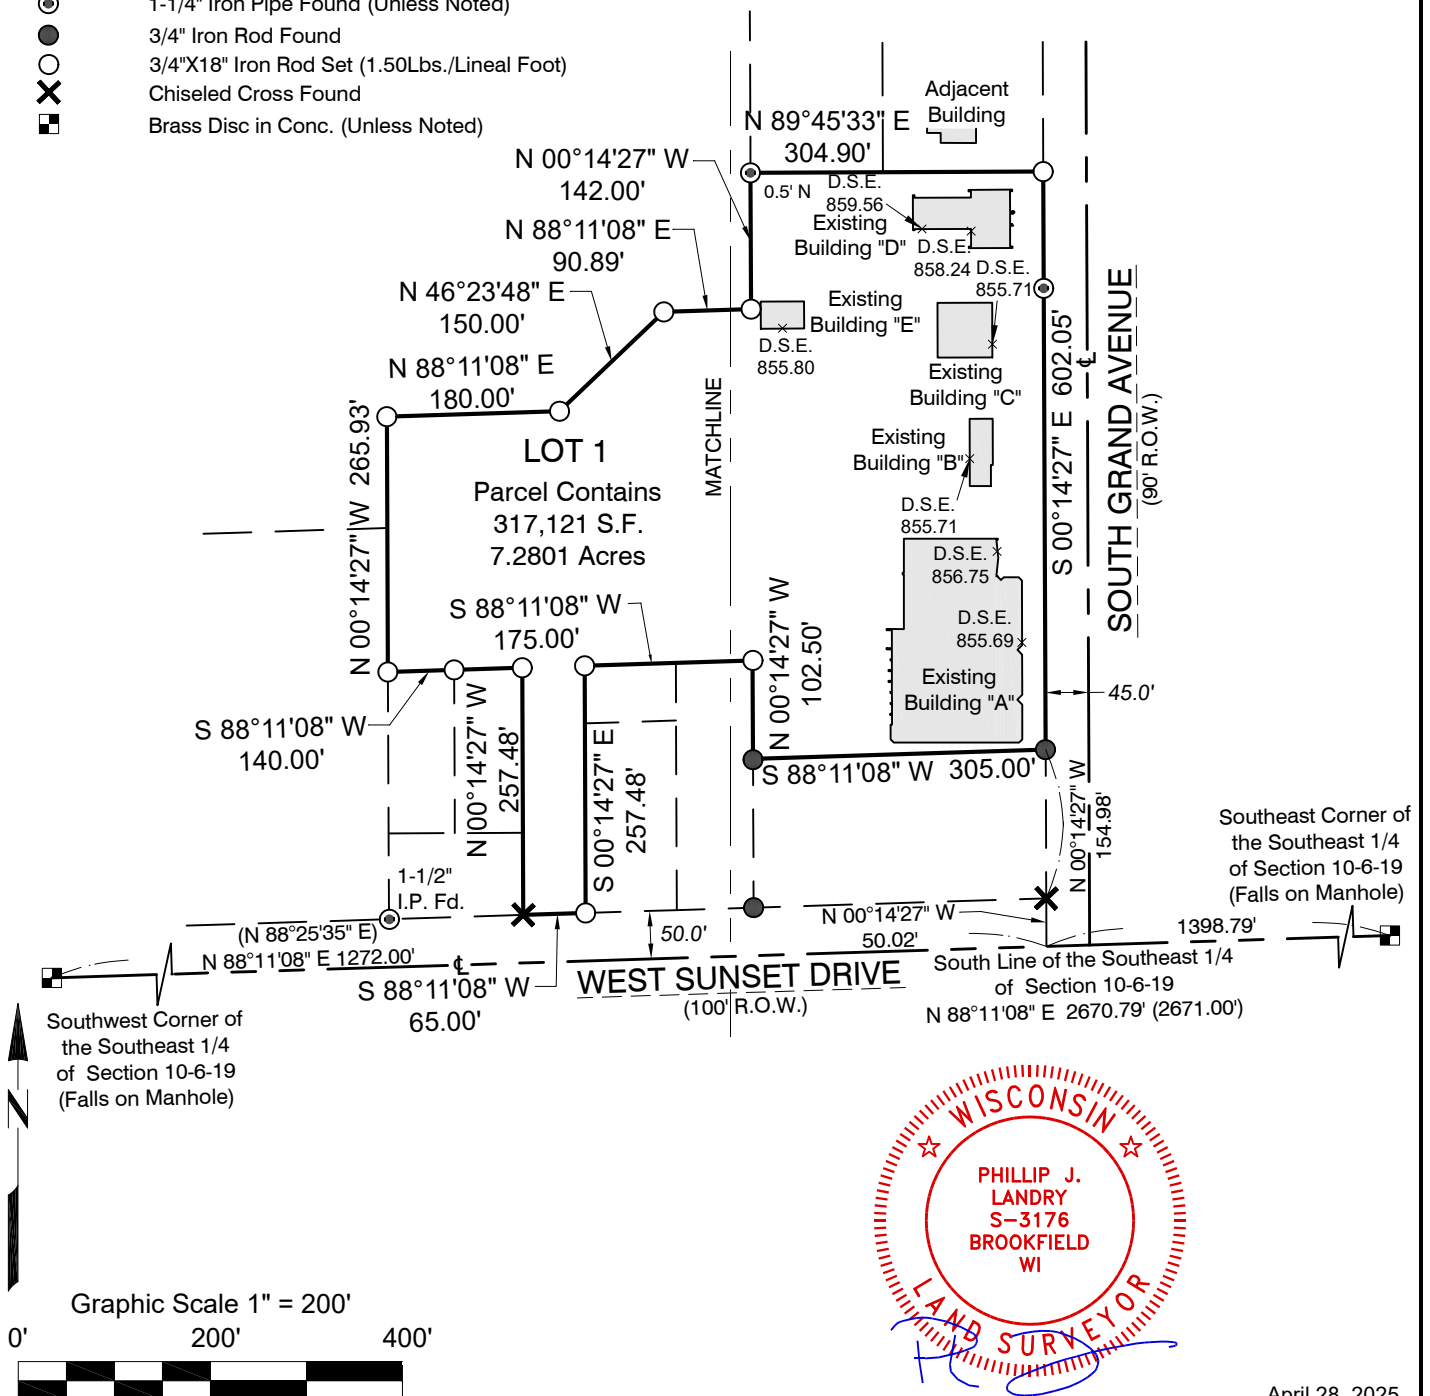 1-1/4" Iron Pipe Found (Unless Noted)
3/4" Iron Rod Found
3/4"X18" Iron Rod Set (1.50Lbs./Lineal Foot)
Chiseled Cross Found
Brass Disc in Conc. (Unless Noted)
Adjacent
Building
N 89°45'33" E
304.90'
N 00°14'27" W
142.00'
0.5' N
D.S.E.
859.56
Existing
Building "D"
D.S.E.
858.24
D.S.E.
855.71
N 88°11'08" E
90.89'
N 46°23'48" E
150.00'
Existing
Building "E"
D.S.E.
855.80
N 88°11'08" E
180.00'
Existing
Building "C"
MATCHLINE
S 00°14'27" E 602.05'
SOUTH GRAND AVENUE
(90' R.O.W.)
N 00°14'27" W 265.93'
LOT 1
Parcel Contains
317,121 S.F.
7.2801 Acres
Existing
Building "B"
D.S.E.
855.71
D.S.E.
856.75
D.S.E.
855.69
Existing
Building "A"
S 88°11'08" W
175.00'
N 00°14'27" W
102.50'
45.0'
S 88°11'08" W
140.00'
N 00°14'27" W
257.48'
S 00°14'27" E
257.48'
S 88°11'08" W 305.00'
N 00°14'27" W
154.98'
Southeast Corner of
the Southeast 1/4
of Section 10-6-19
(Falls on Manhole)
1-1/2"
I.P. Fd.
(N 88°25'35" E)
N 88°11'08" E 1272.00'
50.0'
N 00°14'27" W
50.02'
1398.79'
S 88°11'08" W
65.00'
WEST SUNSET DRIVE
(100' R.O.W.)
South Line of the Southeast 1/4
of Section 10-6-19
N 88°11'08" E 2670.79' (2671.00')
Southwest Corner of
the Southeast 1/4
of Section 10-6-19
(Falls on Manhole)
N
WISCONSIN
PHILLIP J.
LANDRY
S-3176
BROOKFIELD
WI
LAND SURVEYOR
Graphic Scale 1" = 200'
0' 200' 400'
April 28, 2025